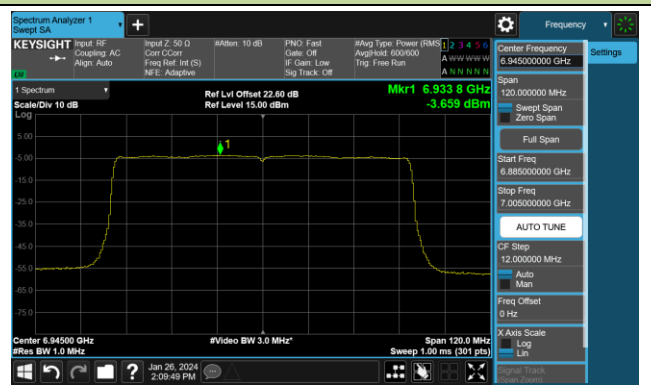 Spectrum Analyzer 1
Swept SA
Frequency
KEYSIGHT
Input: RF
Coupling: AC
Align: Auto
Input Z: 50 Ω
Corr CCorr
Freq Ref: Int (S)
NFE: Adaptive
#Atten: 10 dB
PNO: Fast
Gate: Off
IF Gain: Low
Sig Track: Off
#Avg Type: Power (RMS
Avg|Hold: 600/600
Trig: Free Run
1 2 3 4 5 6
A W W W W W
A N N N N N
LXI
1 Spectrum
Scale/Div 10 dB
Ref Lvl Offset 22.60 dB
Ref Level 15.00 dBm
Mkr1 6.933 8 GHz
-3.659 dBm
Log
5.00
-5.00
-15.0
-25.0
-35.0
-45.0
-55.0
-65.0
-75.0
1
Center 6.94500 GHz
#Res BW 1.0 MHz
#Video BW 3.0 MHz*
Span 120.0 MHz
Sweep 1.00 ms (301 pts)
Center Frequency
6.945000000 GHz
Settings
Span
120.000000 MHz
Swept Span
Zero Span
Full Span
Start Freq
6.885000000 GHz
Stop Freq
7.005000000 GHz
AUTO TUNE
CF Step
12.000000 MHz
Auto
Man
Freq Offset
0 Hz
X Axis Scale
Log
Lin
Signal Track
(Span Zoom)
Jan 26, 2024
2:09:49 PM